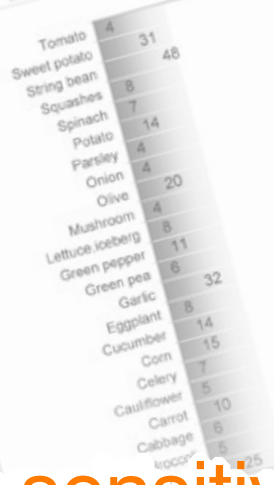 Tomato 4
Sweet potato 31
String bean 48
Squashes 8
Spinach 7
Potato 14
Parsley 4
Onion 4
Olive 20
Mushroom 4
Lettuce,iceberg 8
Green pepper 11
Green pea 6
Garlic 32
Eggplant 8
Cucumber 14
Corn 15
Celery 7
Cauliflower 5
Carrot 10
Cabbage 6
5
25